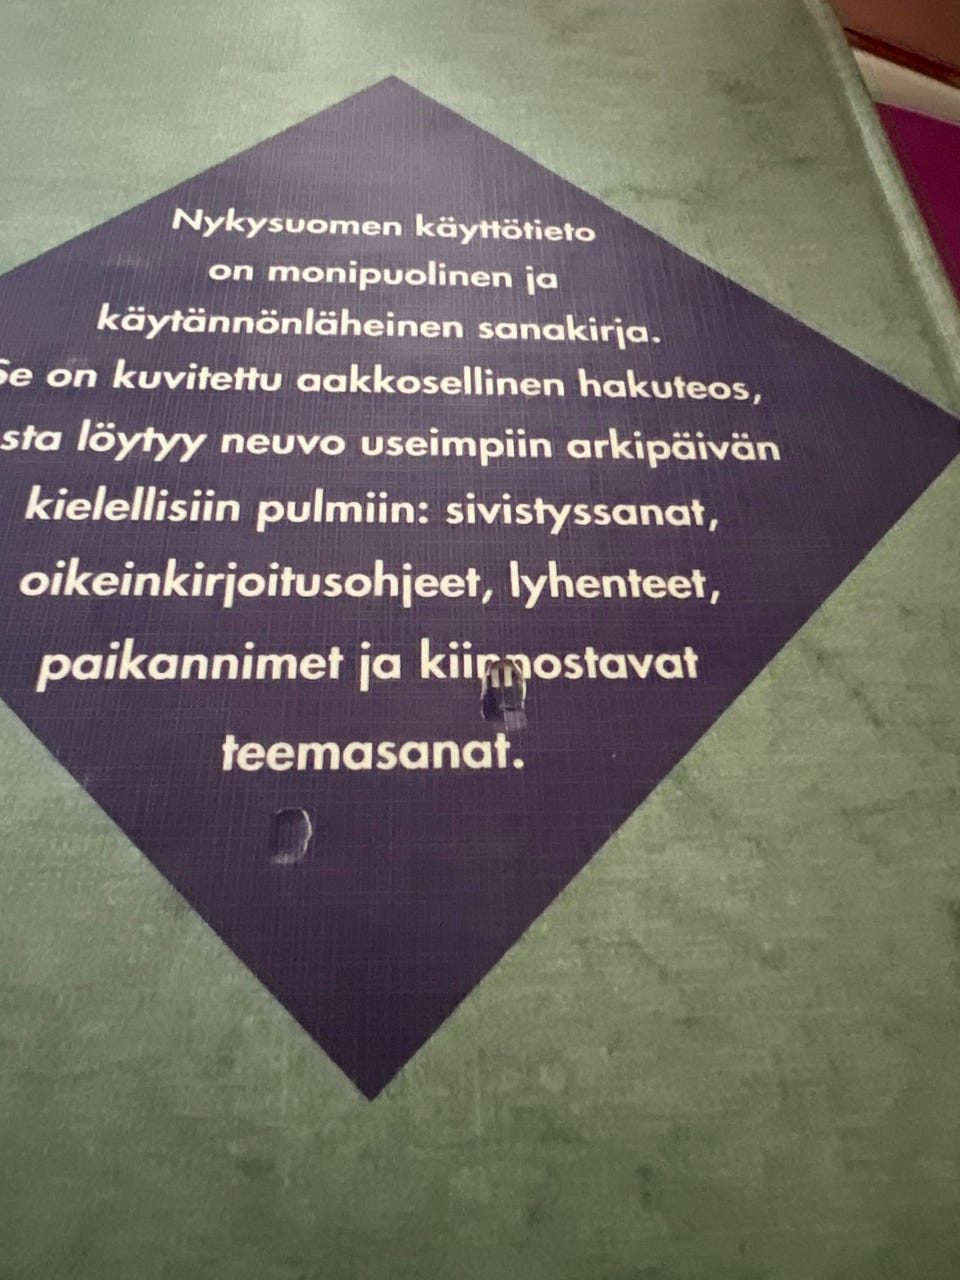 Nykysuomen käyttötieto
on monipuolinen ja
käytännönläheinen sanakirja.
Se on kuvitettu aakkosellinen hakuteos,
sta löytyy neuvo useimpiin arkipäivän
kielellisiin pulmiin: sivistyssanat,
oikeinkirjoitusohjeet, lyhenteet,
paikannimet ja kiinnostavat
teemasanat.